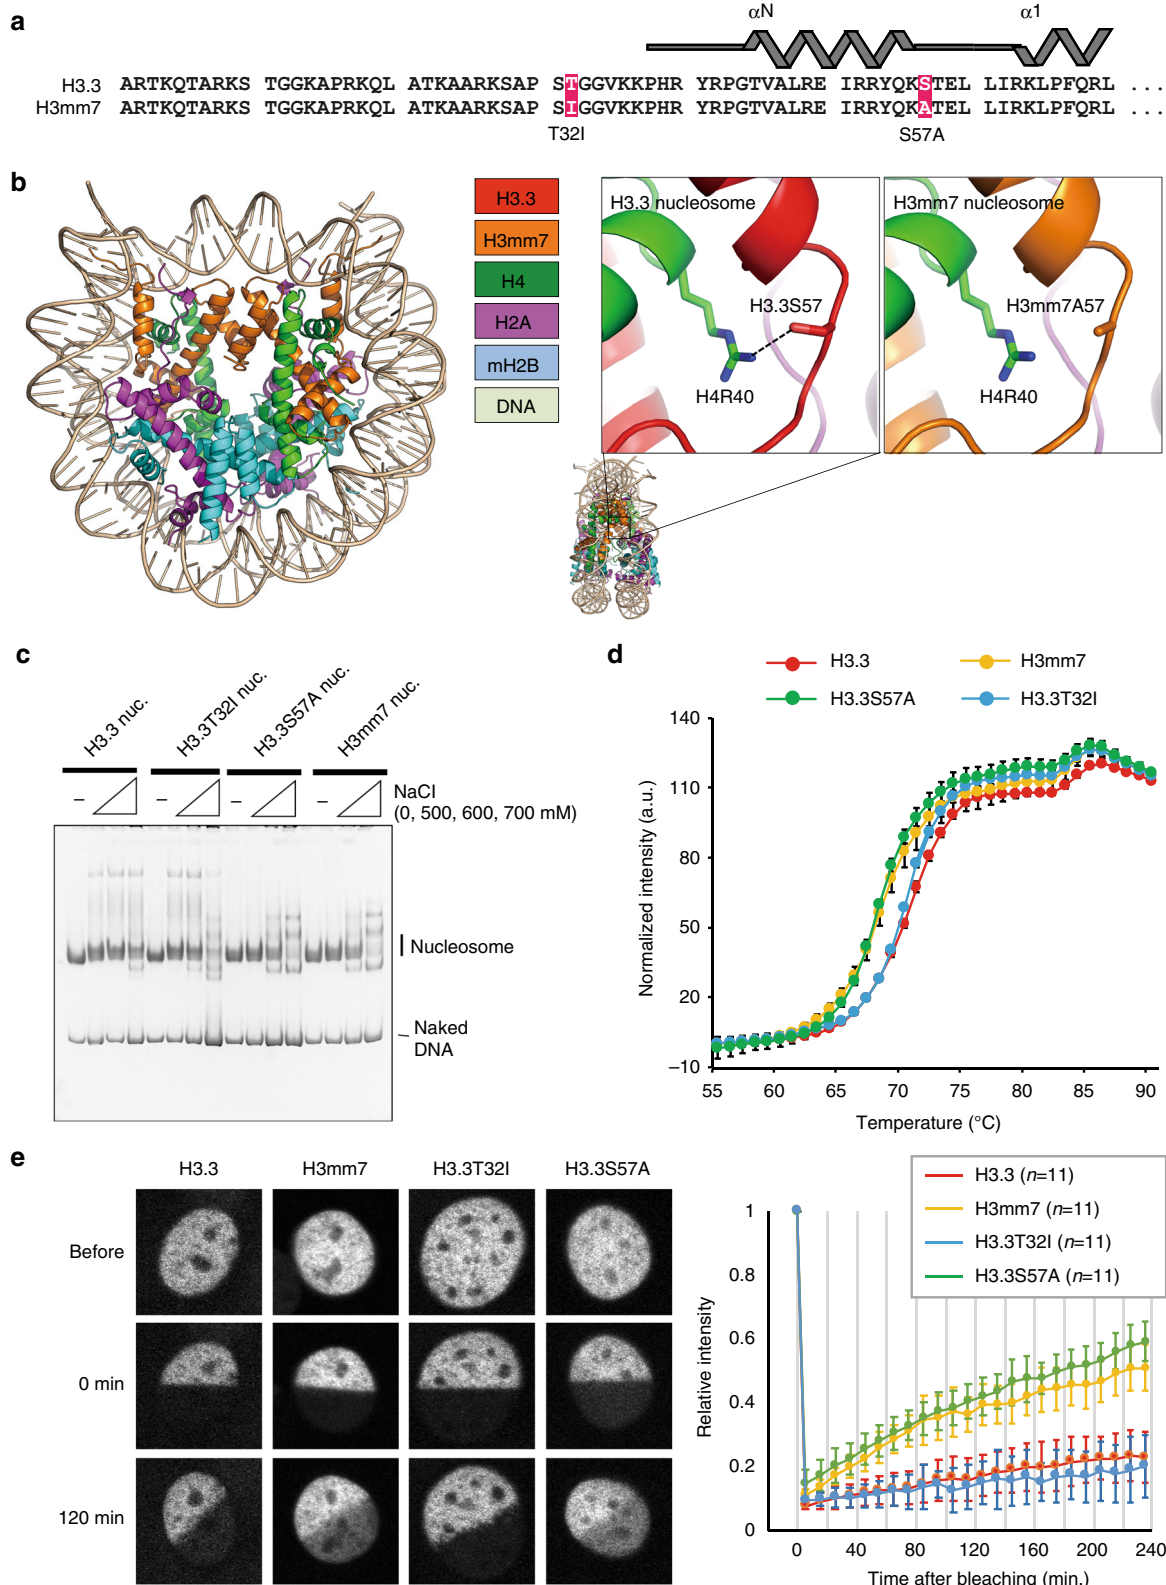 a
αN α1
H3.3 ARTKQTARKS TGGKAPRKQL ATKAARKSAP STGGVKKPHR YRPGTVALRE IRRYQKSTEL LIRKLPFQRL ...
H3mm7 ARTKQTARKS TGGKAPRKQL ATKAARKSAP SIGGVKKPHR YRPGTVALRE IRRYQKATEL LIRKLPFQRL ...
T32I S57A
b
H3.3
H3mm7
H4
H2A
mH2B
DNA
H3.3 nucleosome
H3.3S57
H4R40
H3mm7 nucleosome
H3mm7A57
H4R40
c
H3.3 nuc.
H3.3T32I nuc.
H3.3S57A nuc.
H3mm7 nuc.
– – – –
NaCl
(0, 500, 600, 700 mM)
Nucleosome
Naked
DNA
d
H3.3 H3mm7
H3.3S57A H3.3T32I
Normalized intensity (a.u.)
140
110
80
50
20
–10
55 60 65 70 75 80 85 90
Temperature (°C)
e
H3.3 H3mm7 H3.3T32I H3.3S57A
Before
0 min
120 min
H3.3 (n=11)
H3mm7 (n=11)
H3.3T32I (n=11)
H3.3S57A (n=11)
Relative intensity
1
0.8
0.6
0.4
0.2
0
0 40 80 120 160 200 240
Time after bleaching (min.)